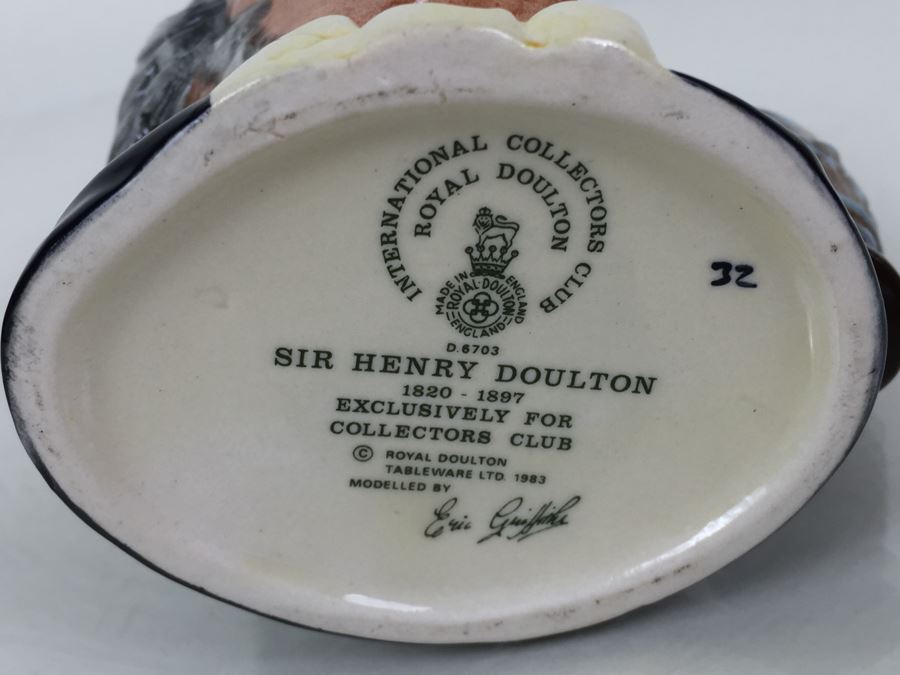 INTERNATIONAL COLLECTORS CLUB
ROYAL DOULTON
MADE IN ENGLAND
ROYAL·DOULTON
ENGLAND
32
D.6703
SIR HENRY DOULTON
1820 - 1897
EXCLUSIVELY FOR
COLLECTORS CLUB
© ROYAL DOULTON
TABLEWARE LTD. 1983
MODELLED BY
Eric Griffiths